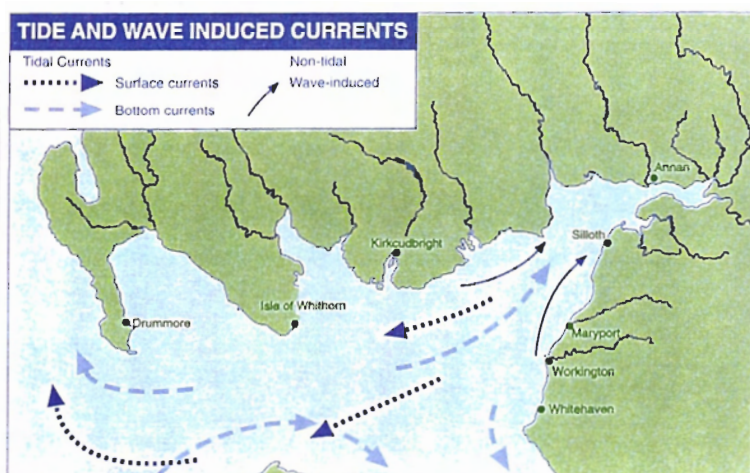 TIDE AND WAVE INDUCED CURRENTS
Tidal Currents
Non-tidal
Surface currents
Wave-induced
Bottom currents
Annan
Kirkcudbright
Silloth
Isle of Whithorn
Drummore
Maryport
Workington
Whitehaven